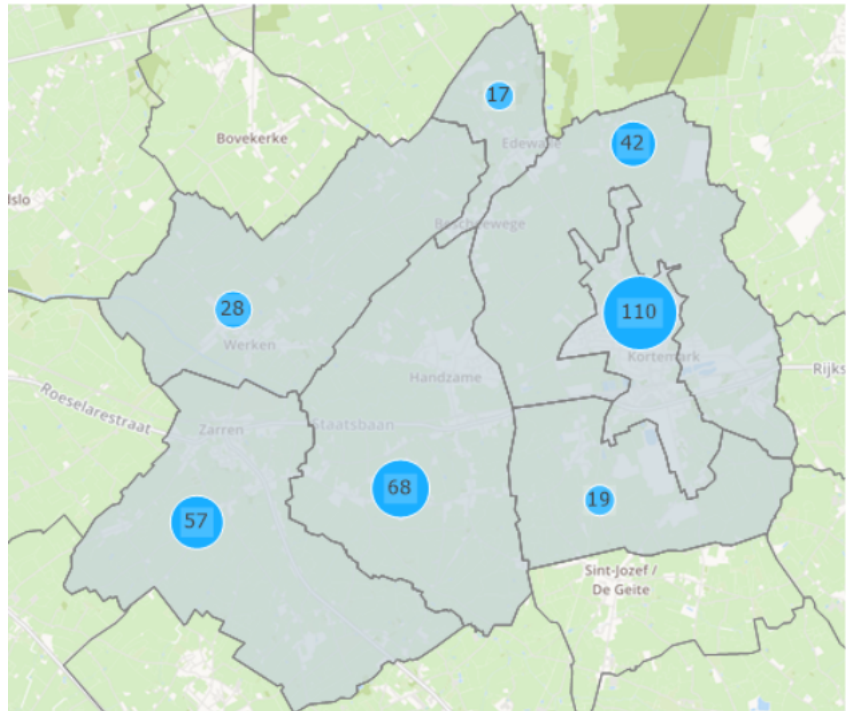 17
Edewalle
42
Bovekerke
Beschewege
28
110
Werken
Kortemark
Handzame
Rijks
Roeselarestraat
Zarren
Staatsbaan
68
19
57
Sint-Jozef /
De Geite